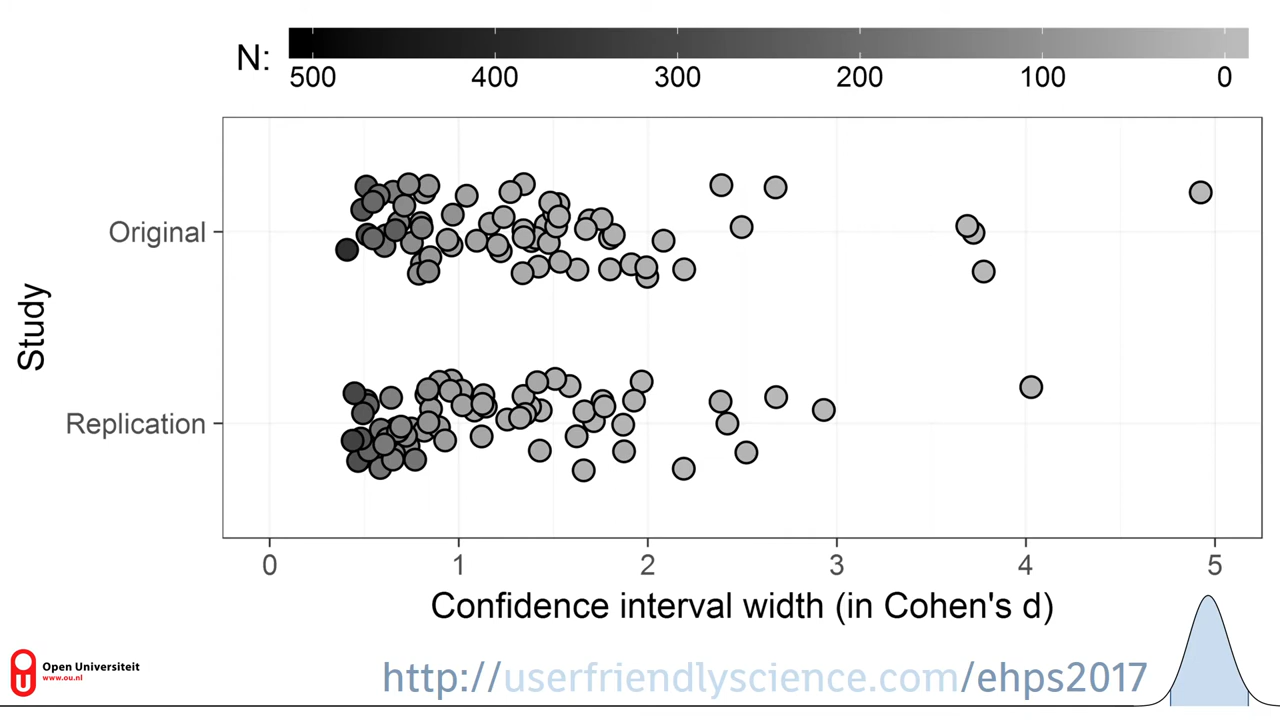 N:
500 400 300 200 100 0
Study
Original
Replication
0 1 2 3 4 5
Confidence interval width (in Cohen's d)
Open Universiteit
www.ou.nl
http://userfriendlyscience.com/ehps2017